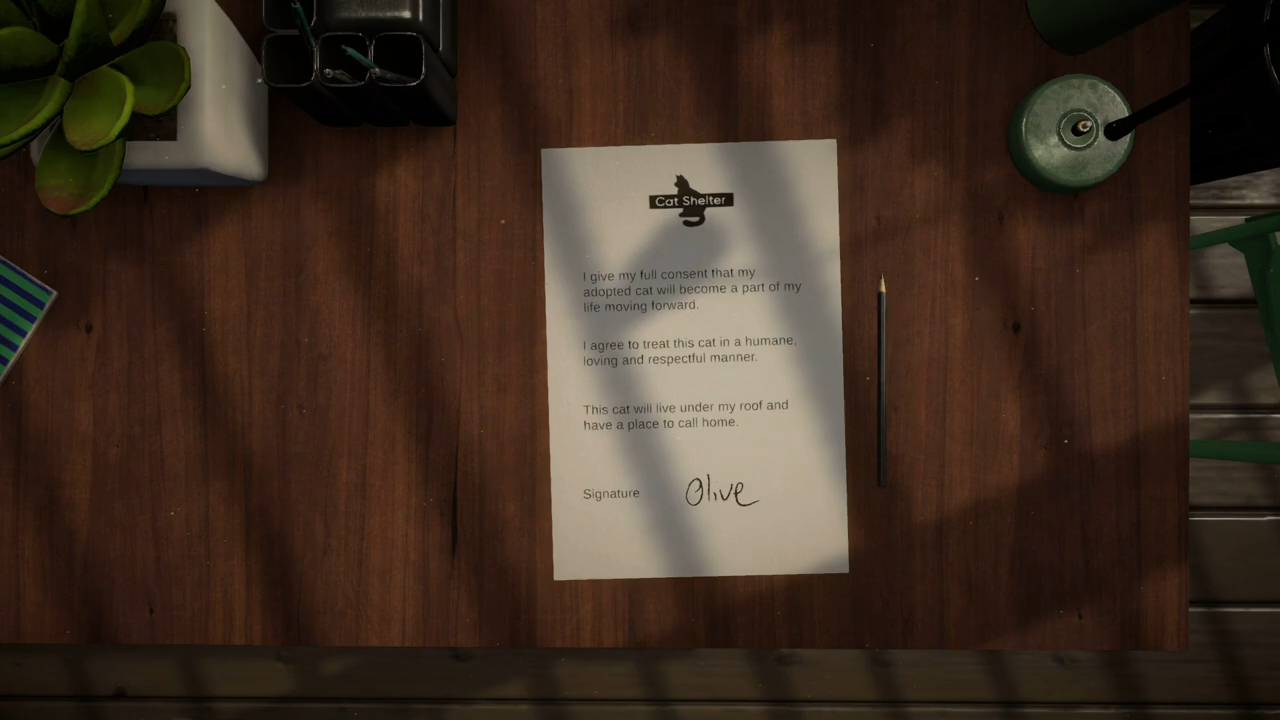 Cat Shelter
I give my full consent that my
adopted cat will become a part of my
life moving forward.
I agree to treat this cat in a humane,
loving and respectful manner.
This cat will live under my roof and
have a place to call home.
Signature Olive